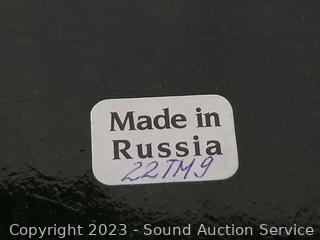 Made in
Russia
22TM9
Copyright 2023 - Sound Auction Service